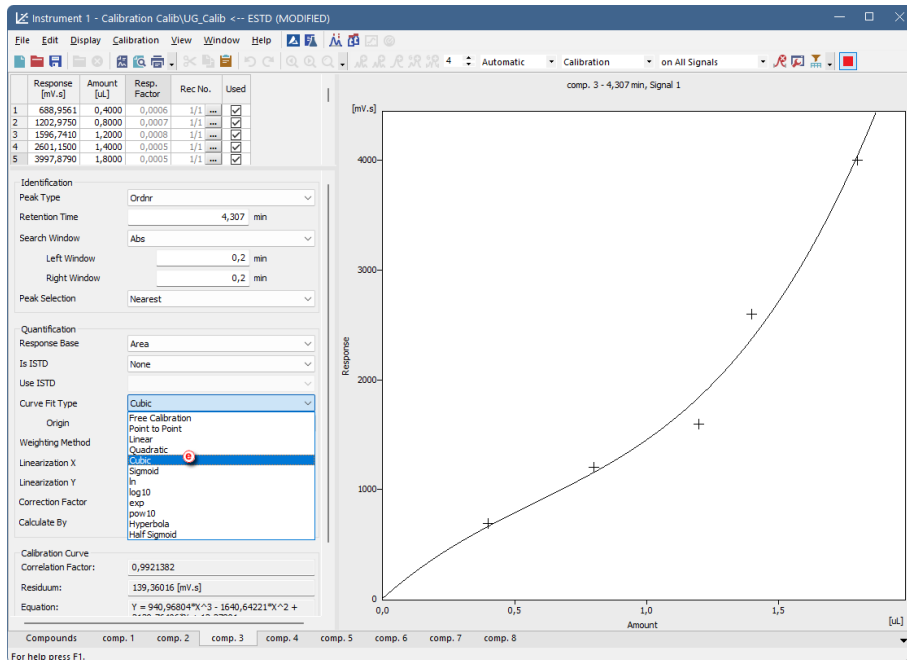 Instrument 1 - Calibration Calib\UG_Calib <-- ESTD (MODIFIED)
File Edit Display Calibration View Window Help
4 Automatic Calibration on All Signals
Response [mV.s] Amount [uL] Resp. Factor Rec No. Used
1 688,9561 0,4000 0,0006 1/1 ...
2 1202,9750 0,8000 0,0007 1/1 ...
3 1596,7410 1,2000 0,0008 1/1 ...
4 2601,1500 1,4000 0,0005 1/1 ...
5 3997,8790 1,8000 0,0005 1/1 ...
Identification
Peak Type Ordnr
Retention Time 4,307 min
Search Window Abs
Left Window 0,2 min
Right Window 0,2 min
Peak Selection Nearest
Quantification
Response Base Area
Is ISTD None
Use ISTD
Curve Fit Type Cubic
Origin
Weighting Method
Linearization X
Linearization Y
Correction Factor
Calculate By
Free Calibration
Point to Point
Linear
Quadratic
Cubic
e
Sigmoid
ln
log10
exp
pow10
Hyperbola
Half Sigmoid
Calibration Curve
Correlation Factor: 0,9921382
Residuum: 139,36016 [mV.s]
Equation: Y = 940,96804*X^3 - 1640,64221*X^2 +
comp. 3 - 4,307 min, Signal 1
[mV.s]
4000
3000
2000
1000
0
Response
0,0 0,5 1,0 1,5
Amount
[uL]
Compounds comp. 1 comp. 2 comp. 3 comp. 4 comp. 5 comp. 6 comp. 7 comp. 8
For help press F1.